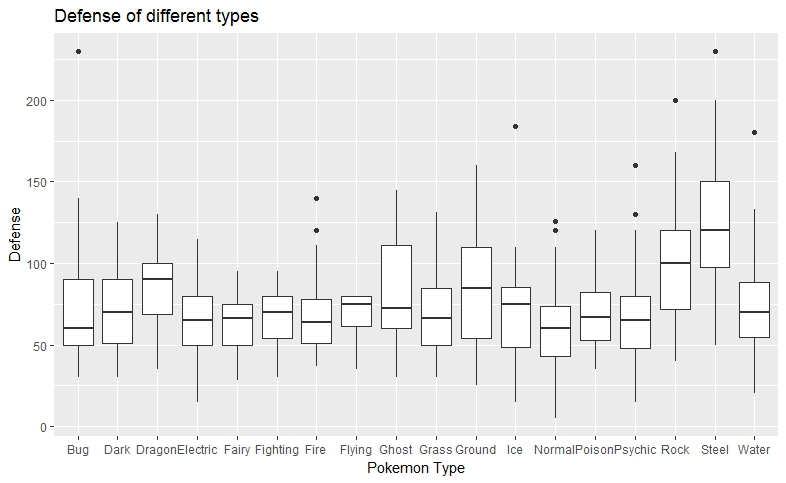 Defense of different types
Defense
200
150
100
50
0
Bug Dark Dragon Electric Fairy Fighting Fire Flying Ghost Grass Ground Ice Normal Poison Psychic Rock Steel Water
Pokemon Type